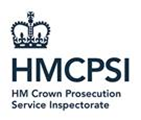 HMCPSI
HM Crown Prosecution
Service Inspectorate